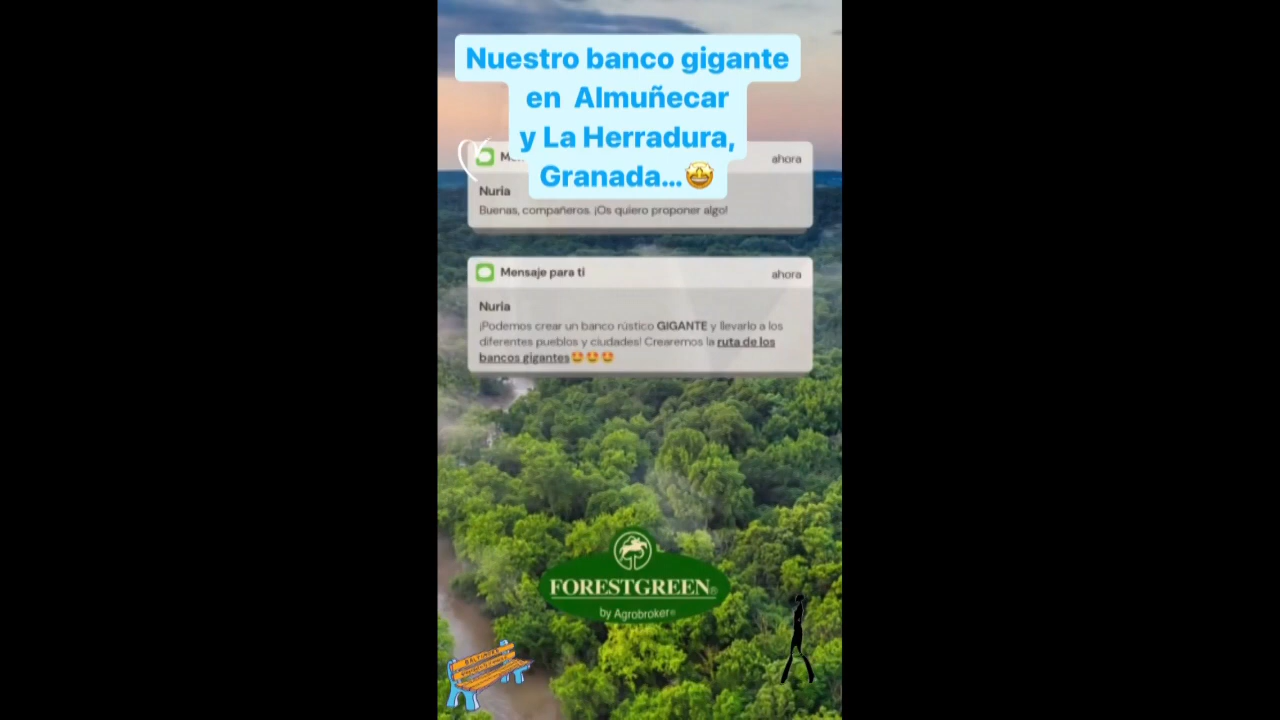 Nuestro banco gigante
en Almuñecar
y La Herradura,
Granada...🤩
ahora
Nuria
Buenas, compañeros. ¡Os quiero proponer algo!
Mensaje para ti
ahora
Nuria
¡Podemos crear un banco rústico GIGANTE y llevarlo a los
diferentes pueblos y ciudades! Crearemos la ruta de los
bancos gigantes🤩🤩🤩
FORESTGREEN®
by Agrobroker®